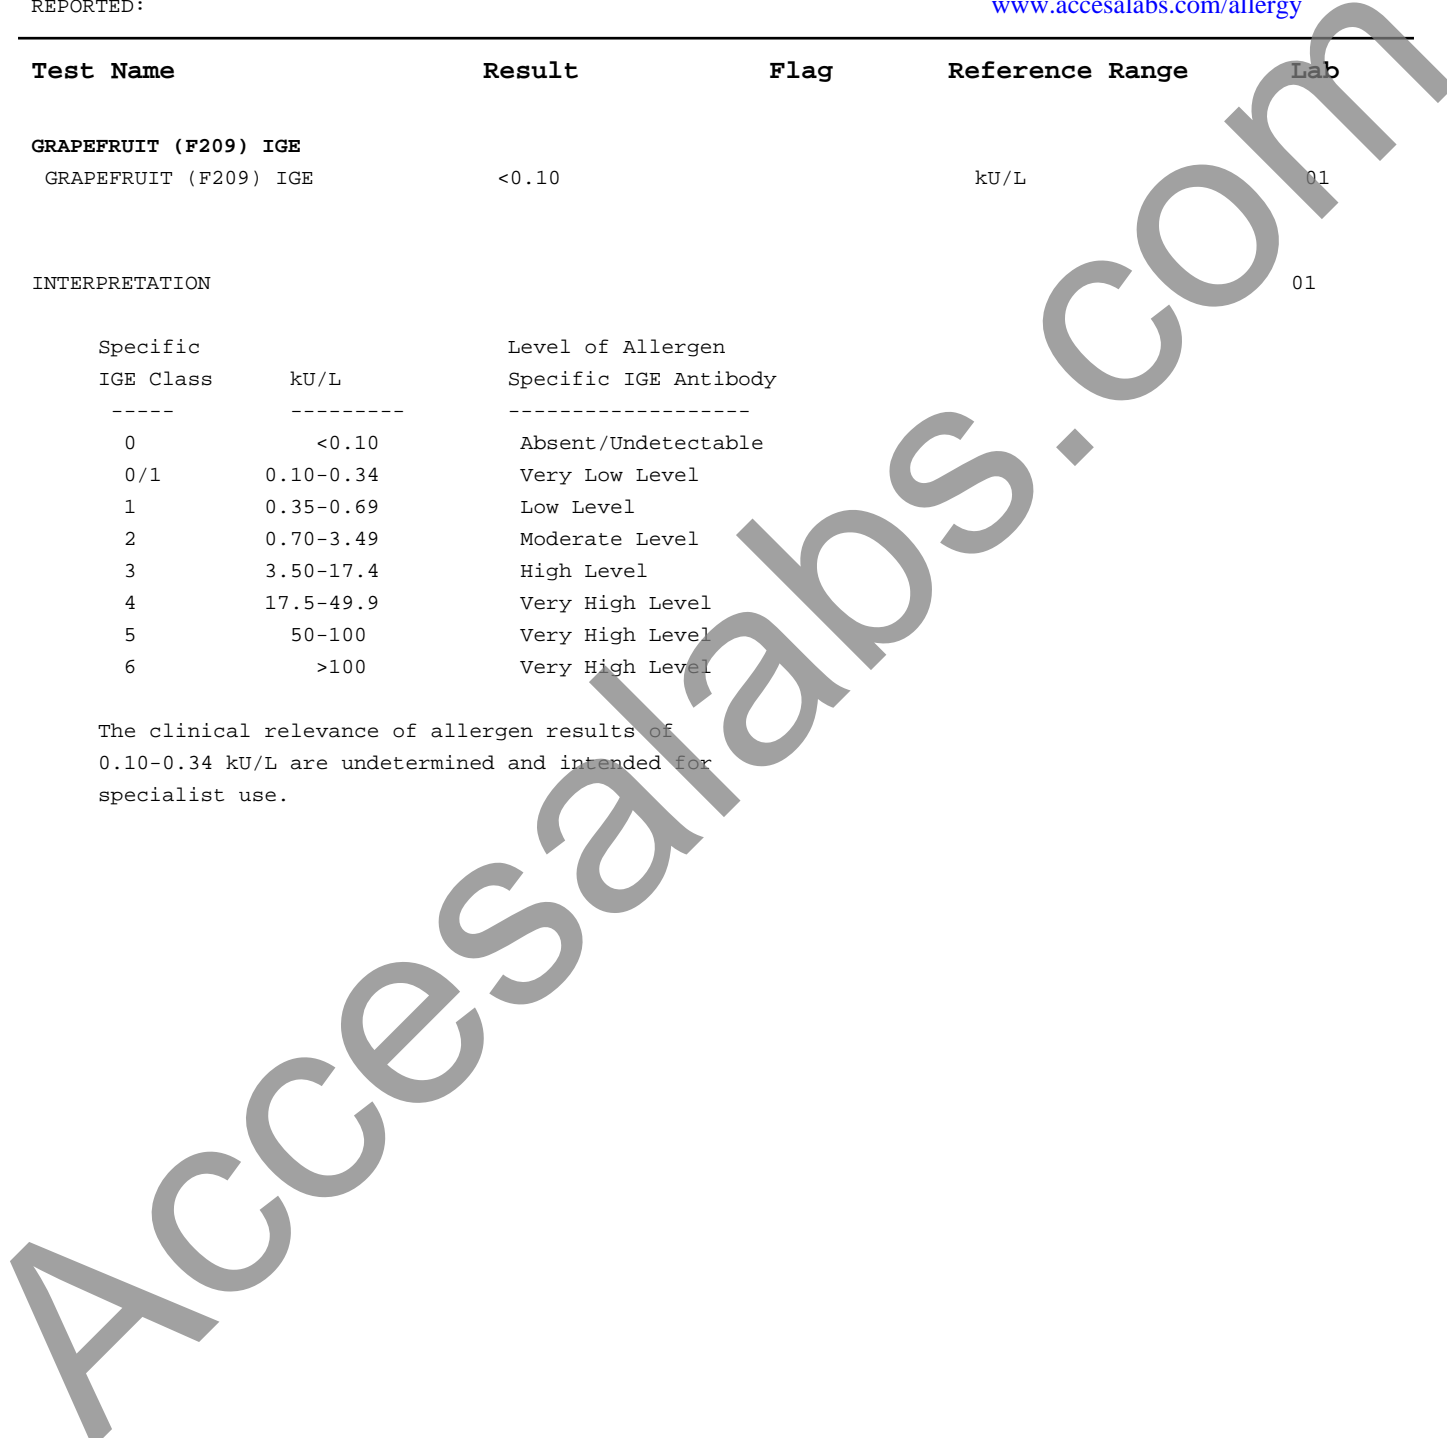 REPORTED: www.accesalabs.com/allergy
Test Name Result Flag Reference Range Lab
GRAPEFRUIT (F209) IGE
GRAPEFRUIT (F209) IGE <0.10 kU/L 01
INTERPRETATION 01
Specific Level of Allergen
IGE Class kU/L Specific IGE Antibody
----- --------- -------------------
0 <0.10 Absent/Undetectable
0/1 0.10-0.34 Very Low Level
1 0.35-0.69 Low Level
2 0.70-3.49 Moderate Level
3 3.50-17.4 High Level
4 17.5-49.9 Very High Level
5 50-100 Very High Level
6 >100 Very High Level
The clinical relevance of allergen results of
0.10-0.34 kU/L are undetermined and intended for
specialist use.
Accesalabs.com